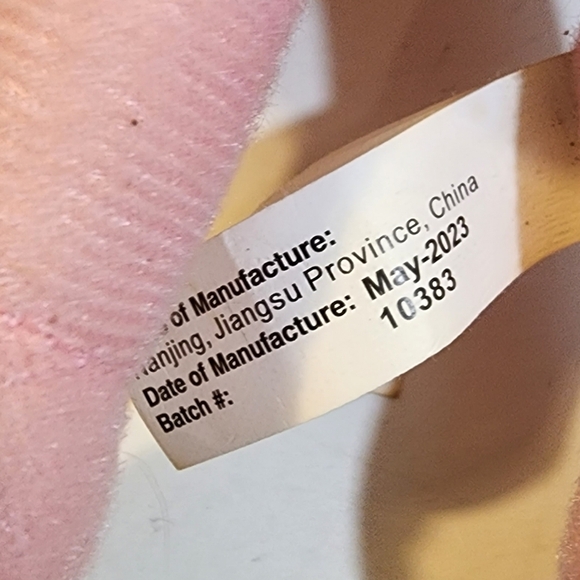 of Manufacture:
Nanjing, Jiangsu Province, China
Date of Manufacture: May-2023
Batch #: 10383